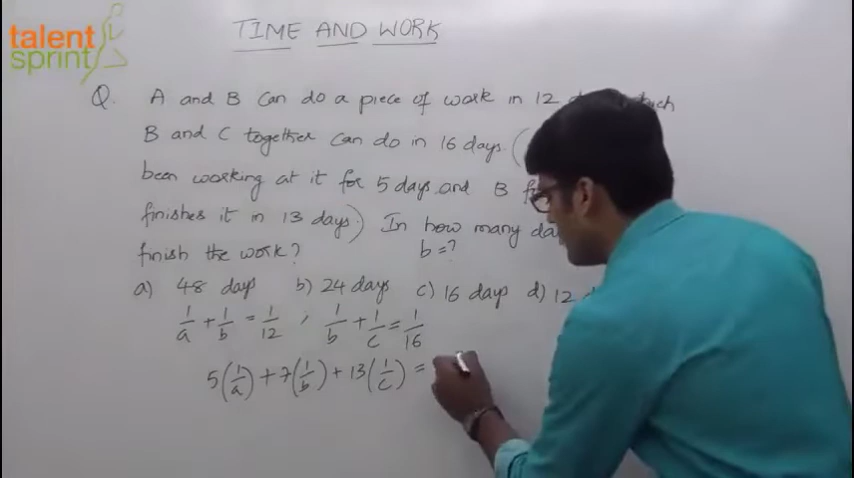 talent
sprint
TIME AND WORK
Q. A and B Can do a piece of work in 12
B and C together can do in 16 days. (
been working at it for 5 days and B
finishes it in 13 days.) In how many
finish the work? b=?
a) 48 days b) 24 days c) 16 days d) 12
1/a + 1/b = 1/12 ; 1/b + 1/c = 1/16
5(1/a) + 7(1/b) + 13(1/c) =